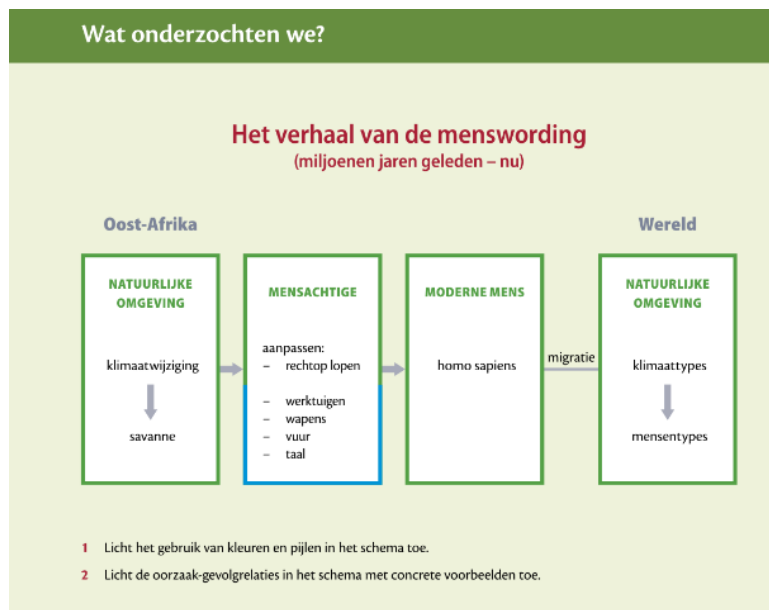 Wat onderzochten we?
Het verhaal van de menswording
(miljoenen jaren geleden – nu)
Oost-Afrika
Wereld
NATUURLIJKE
OMGEVING
klimaatwijziging
savanne
MENSACHTIGE
aanpassen:
– rechtop lopen
– werktuigen
– wapens
– vuur
– taal
MODERNE MENS
homo sapiens
migratie
NATUURLIJKE
OMGEVING
klimaattypes
mensentypes
1 Licht het gebruik van kleuren en pijlen in het schema toe.
2 Licht de oorzaak-gevolgrelaties in het schema met concrete voorbeelden toe.